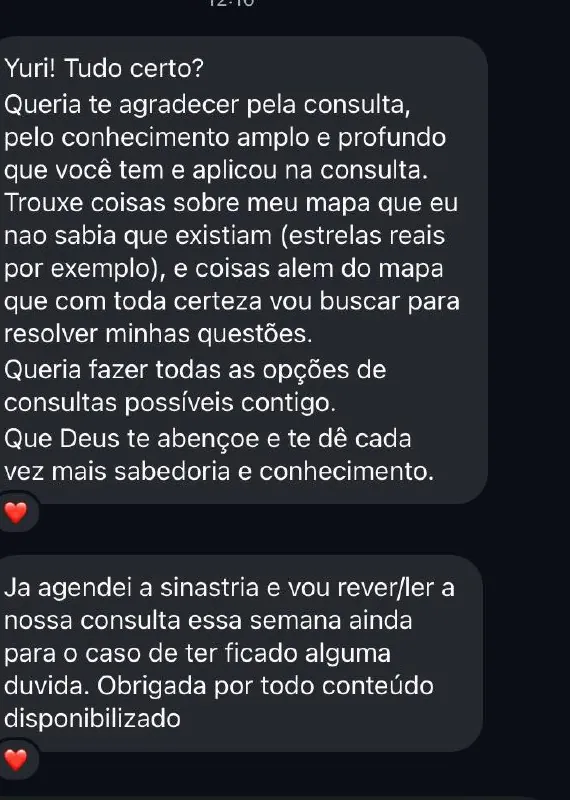 12:10
Yuri! Tudo certo?
Queria te agradecer pela consulta,
pelo conhecimento amplo e profundo
que você tem e aplicou na consulta.
Trouxe coisas sobre meu mapa que eu
nao sabia que existiam (estrelas reais
por exemplo), e coisas alem do mapa
que com toda certeza vou buscar para
resolver minhas questões.
Queria fazer todas as opções de
consultas possíveis contigo.
Que Deus te abençoe e te dê cada
vez mais sabedoria e conhecimento.
Ja agendei a sinastria e vou rever/ler a
nossa consulta essa semana ainda
para o caso de ter ficado alguma
duvida. Obrigada por todo conteúdo
disponibilizado